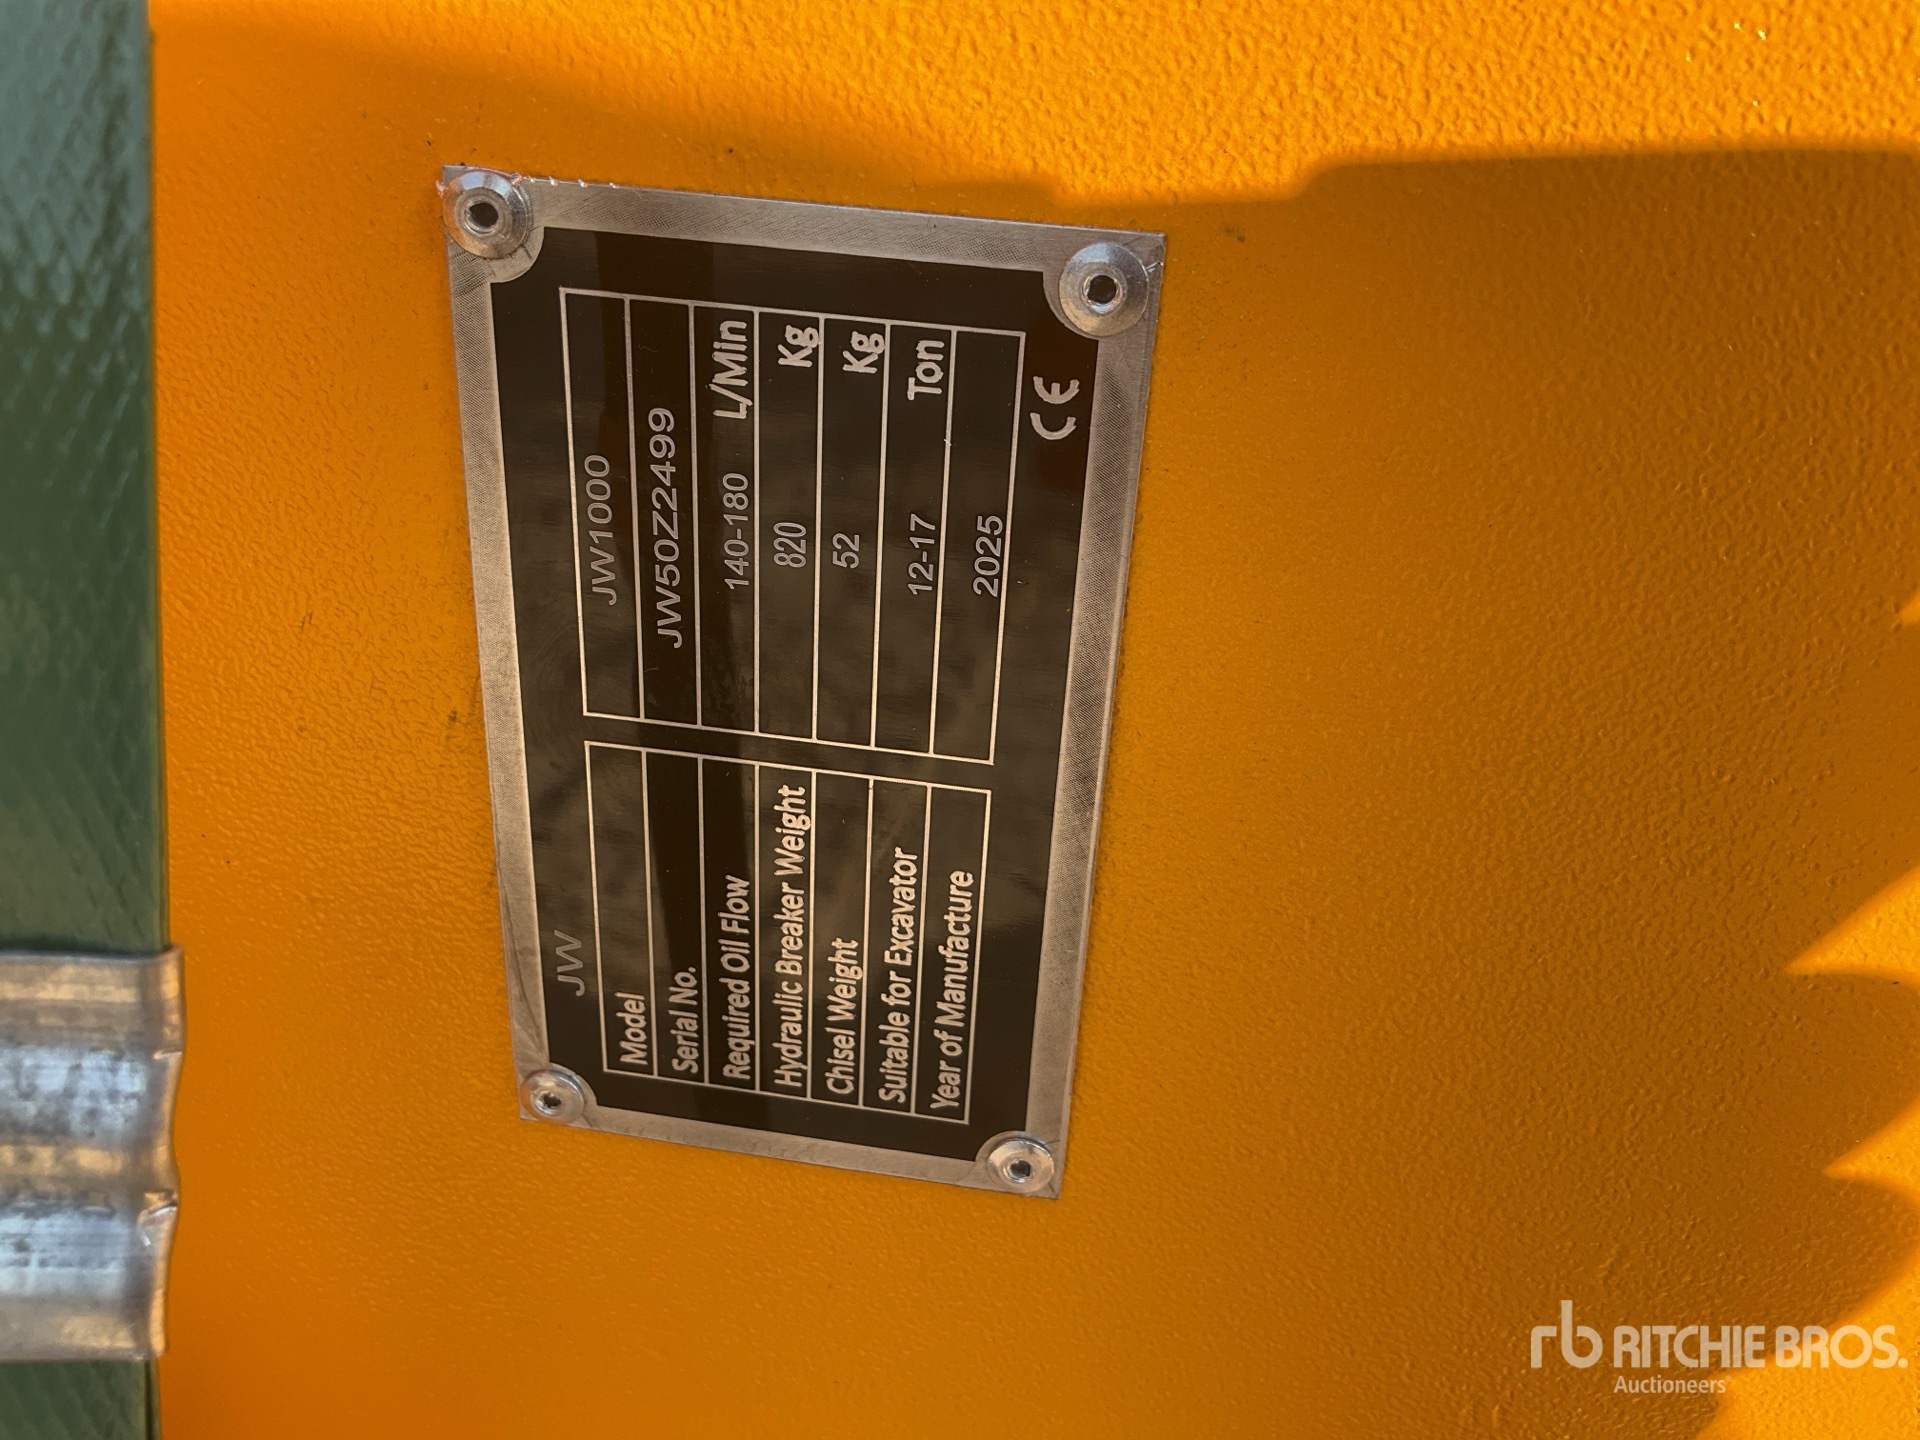 JW
Model JW1000
Serial No. JW50Z2499
Required Oil Flow 140-180 L/Min
Hydraulic Breaker Weight 820 Kg
Chisel Weight 52 Kg
Suitable for Excavator 12-17 Ton
Year of Manufacture 2025
CE
rb RITCHIE BROS.
Auctioneers